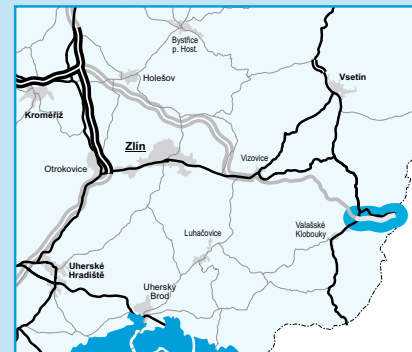 Bystřice
p. Host.
Holešov
Vsetín
Kroměříž
Zlín
Otrokovice
Vizovice
Luhačovice
Valašské
Klobouky
Uherské
Hradiště
Uherský
Brod